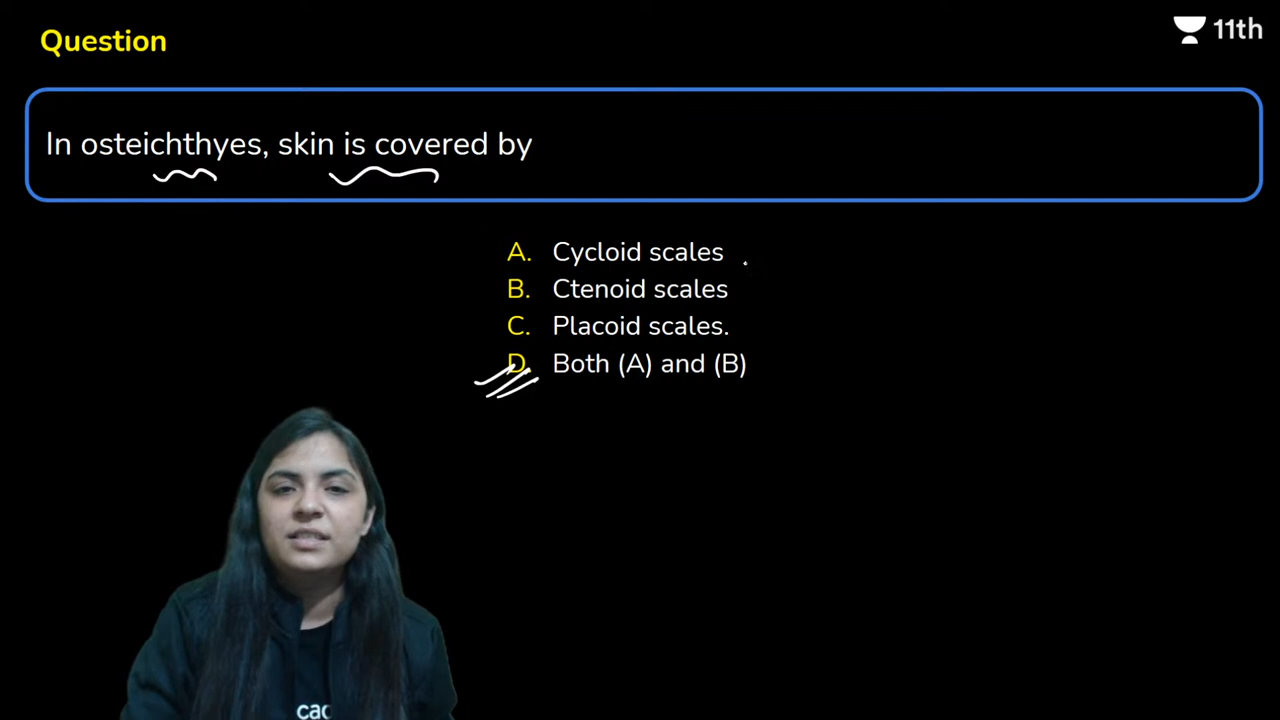 Question
11th
In osteichthyes, skin is covered by
A. Cycloid scales
B. Ctenoid scales
C. Placoid scales.
D. Both (A) and (B)